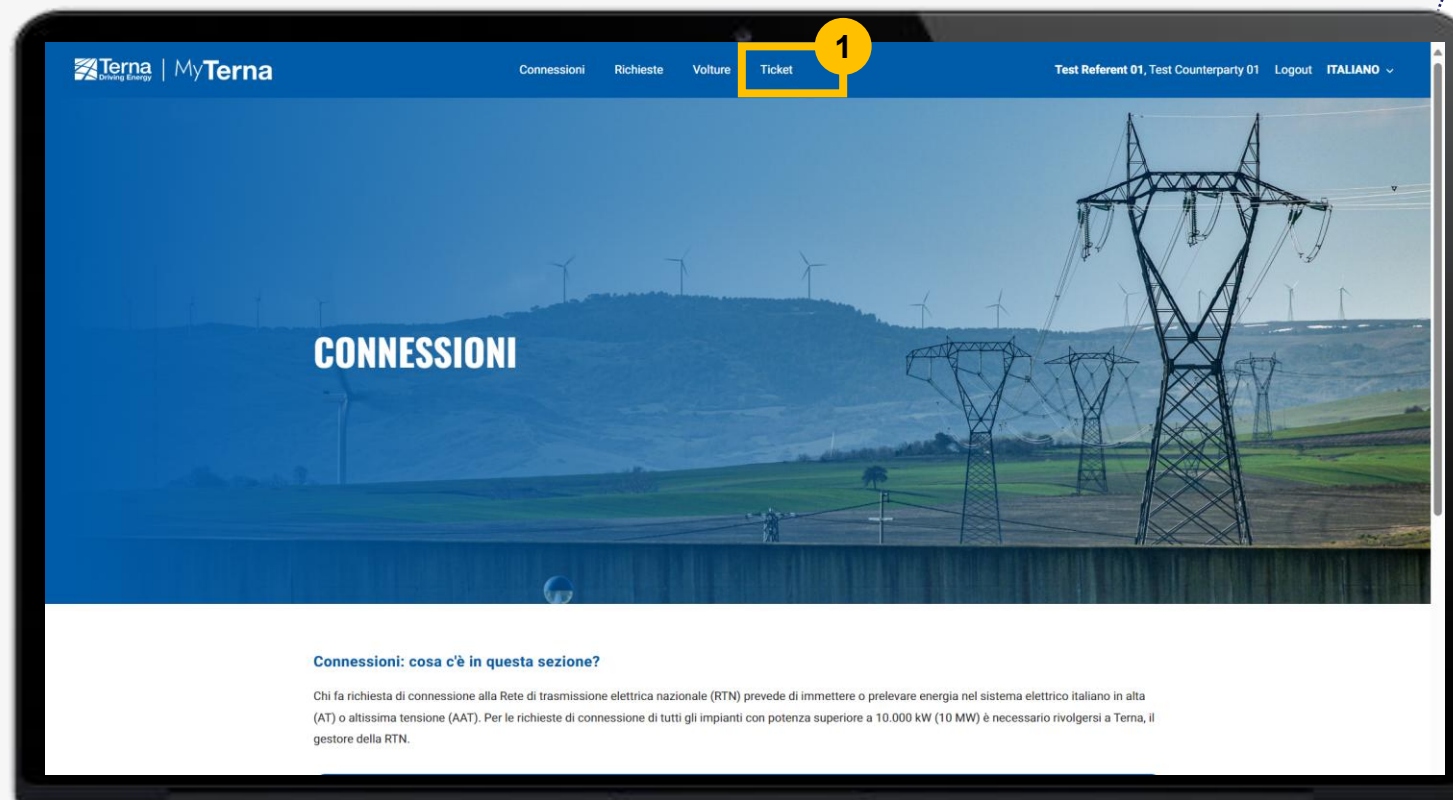 1
Terna
Driving Energy
MyTerna
Connessioni Richieste Volture Ticket
Test Referent 01, Test Counterparty 01 Logout ITALIANO
CONNESSIONI
Connessioni: cosa c'è in questa sezione?
Chi fa richiesta di connessione alla Rete di trasmissione elettrica nazionale (RTN) prevede di immettere o prelevare energia nel sistema elettrico italiano in alta
(AT) o altissima tensione (AAT). Per le richieste di connessione di tutti gli impianti con potenza superiore a 10.000 kW (10 MW) è necessario rivolgersi a Terna, il
gestore della RTN.